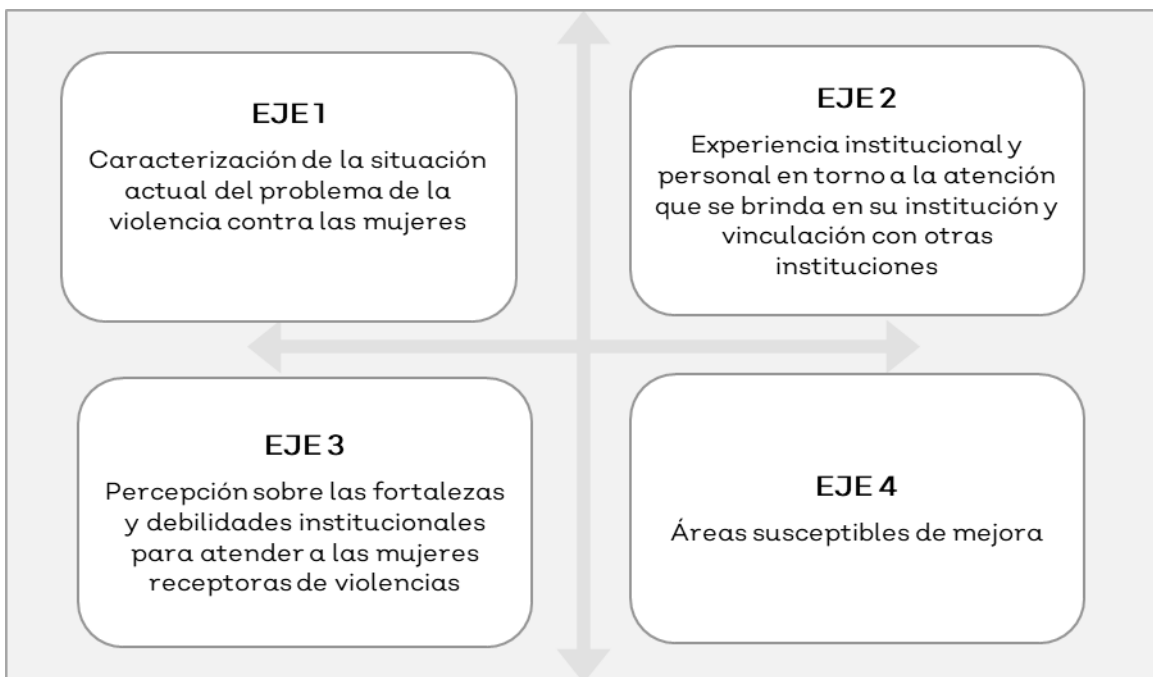 EJE 1
Caracterización de la situación
actual del problema de la
violencia contra las mujeres
EJE 2
Experiencia institucional y
personal en torno a la atención
que se brinda en su institución y
vinculación con otras
instituciones
EJE 3
Percepción sobre las fortalezas
y debilidades institucionales
para atender a las mujeres
receptoras de violencias
EJE 4
Áreas susceptibles de mejora